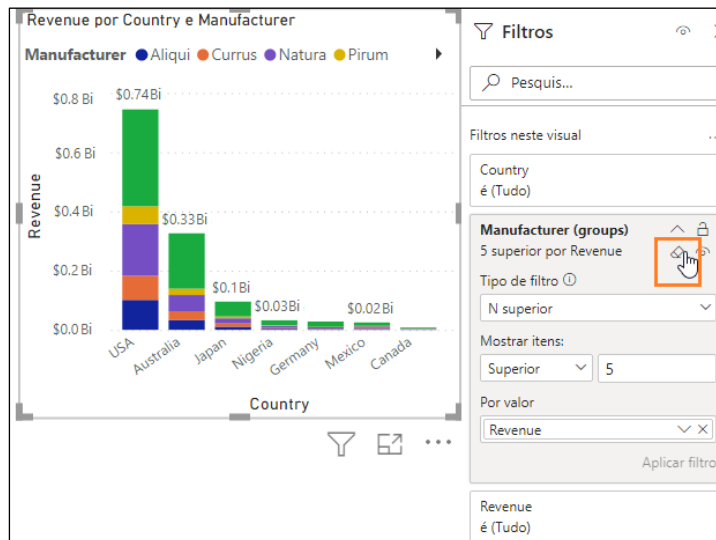 Revenue por Country e Manufacturer
Manufacturer Aliqui Currus Natura Pirum
$0.8 Bi
$0.6 Bi
$0.4 Bi
$0.2 Bi
$0.0 Bi
Revenue
$0.74Bi
$0.33Bi
$0.1Bi
$0.03Bi
$0.02Bi
USA
Australia
Japan
Nigeria
Germany
Mexico
Canada
Country
Filtros
Pesquis...
Filtros neste visual
Country
é (Tudo)
Manufacturer (groups)
5 superior por Revenue
Tipo de filtro
N superior
Mostrar itens:
Superior 5
Por valor
Revenue
Aplicar filtro
Revenue
é (Tudo)